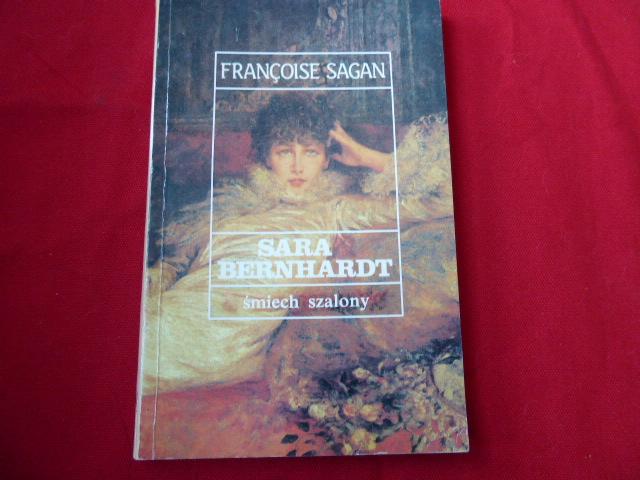 FRANÇOISE SAGAN
SARA
BERNHARDT
śmiech szalony